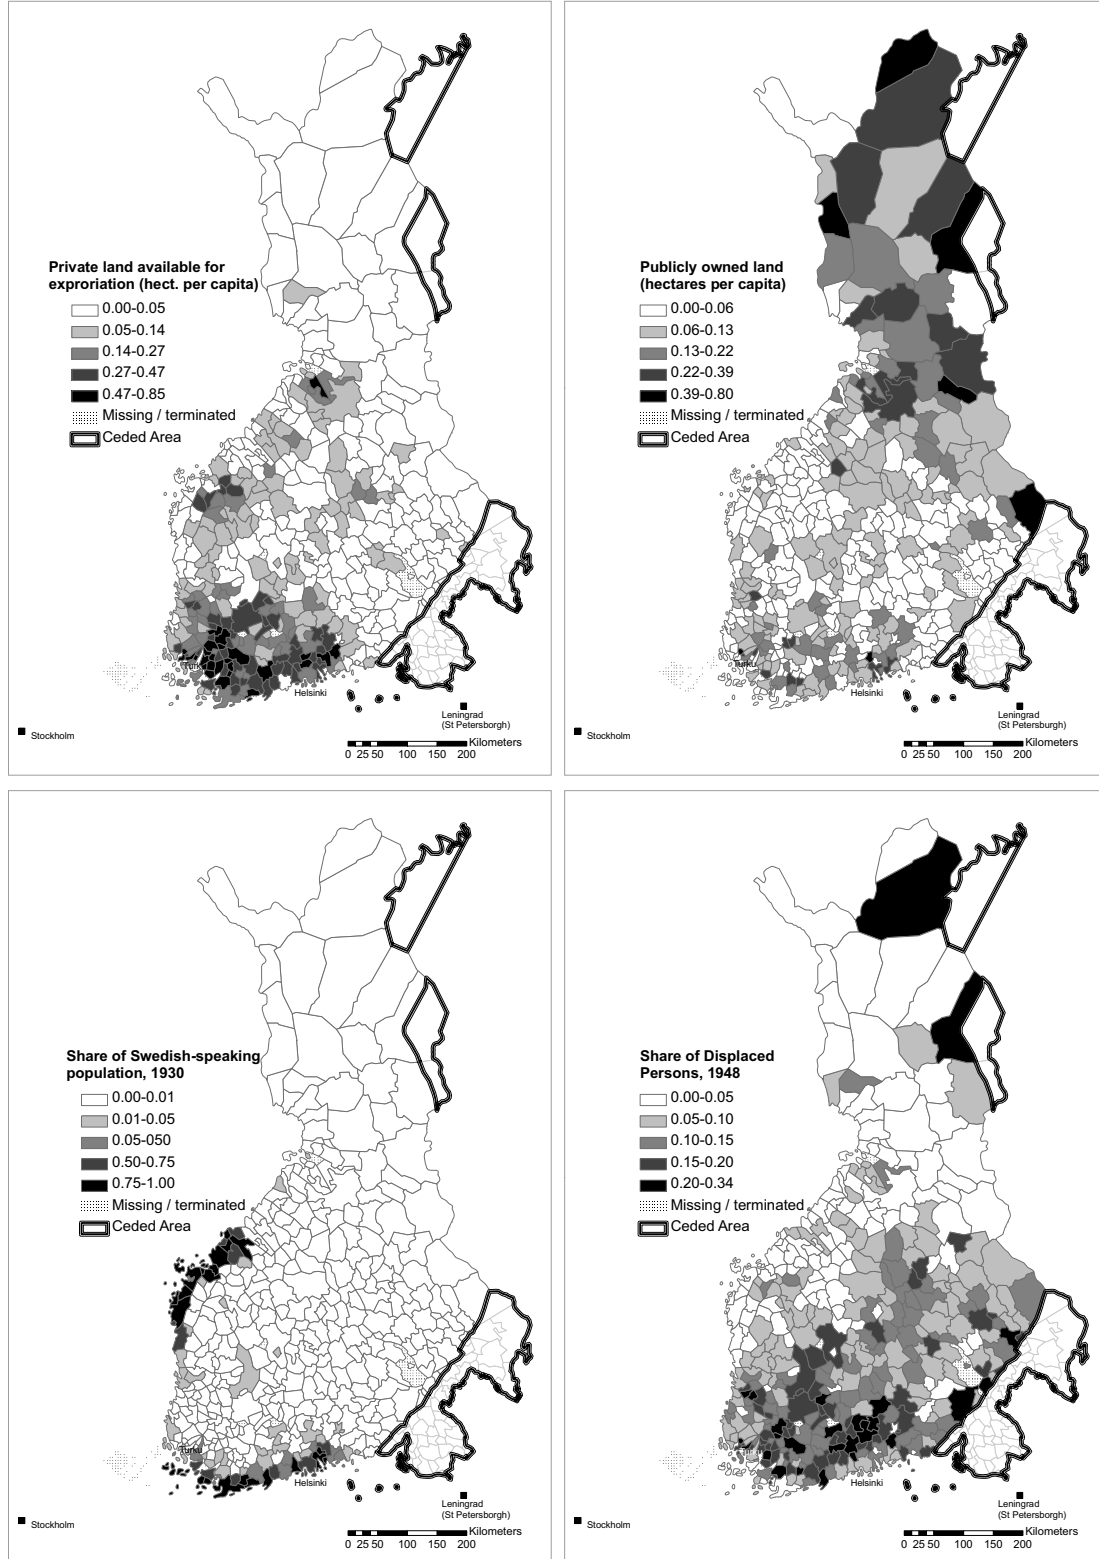 Private land available for
exproriation (hect. per capita)
0.00-0.05
0.05-0.14
0.14-0.27
0.27-0.47
0.47-0.85
Missing / terminated
Ceded Area
Turku
Helsinki
Leningrad
(St Petersborgh)
Stockholm
Kilometers
0 25 50 100 150 200
Publicly owned land
(hectares per capita)
0.00-0.06
0.06-0.13
0.13-0.22
0.22-0.39
0.39-0.80
Missing / terminated
Ceded Area
Turku
Helsinki
Leningrad
(St Petersburgh)
Stockholm
Kilometers
0 25 50 100 150 200
Share of Swedish-speaking
population, 1930
0.00-0.01
0.01-0.05
0.05-050
0.50-0.75
0.75-1.00
Missing / terminated
Ceded Area
Turku
Helsinki
Leningrad
(St Petersborgh)
Stockholm
Kilometers
0 25 50 100 150 200
Share of Displaced
Persons, 1948
0.00-0.05
0.05-0.10
0.10-0.15
0.15-0.20
0.20-0.34
Missing / terminated
Ceded Area
Helsinki
Leningrad
(St Petersborgh)
Stockholm
Kilometers
0 25 50 100 150 200